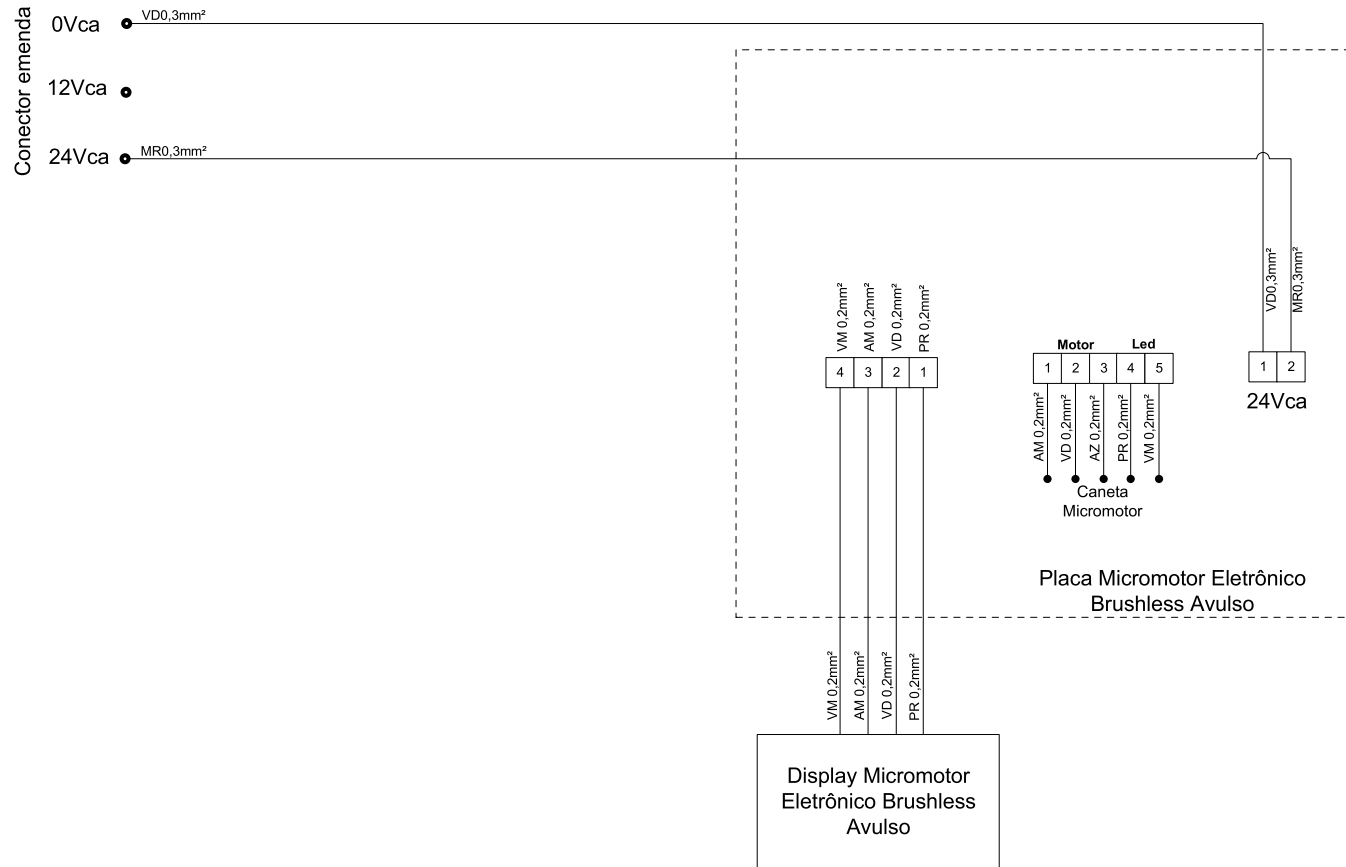 Conector emenda
0Vca
VD0,3mm²
12Vca
24Vca
MR0,3mm²
VD0,3mm²
MR0,3mm²
VM 0,2mm²
AM 0,2mm²
VD 0,2mm²
PR 0,2mm²
4 3 2 1
Motor Led
1 2 3 4 5
1 2
24Vca
AM 0,2mm²
VD 0,2mm²
AZ 0,2mm²
PR 0,2mm²
VM 0,2mm²
Caneta
Micromotor
Placa Micromotor Eletrônico
Brushless Avulso
VM 0,2mm²
AM 0,2mm²
VD 0,2mm²
PR 0,2mm²
Display Micromotor
Eletrônico Brushless
Avulso